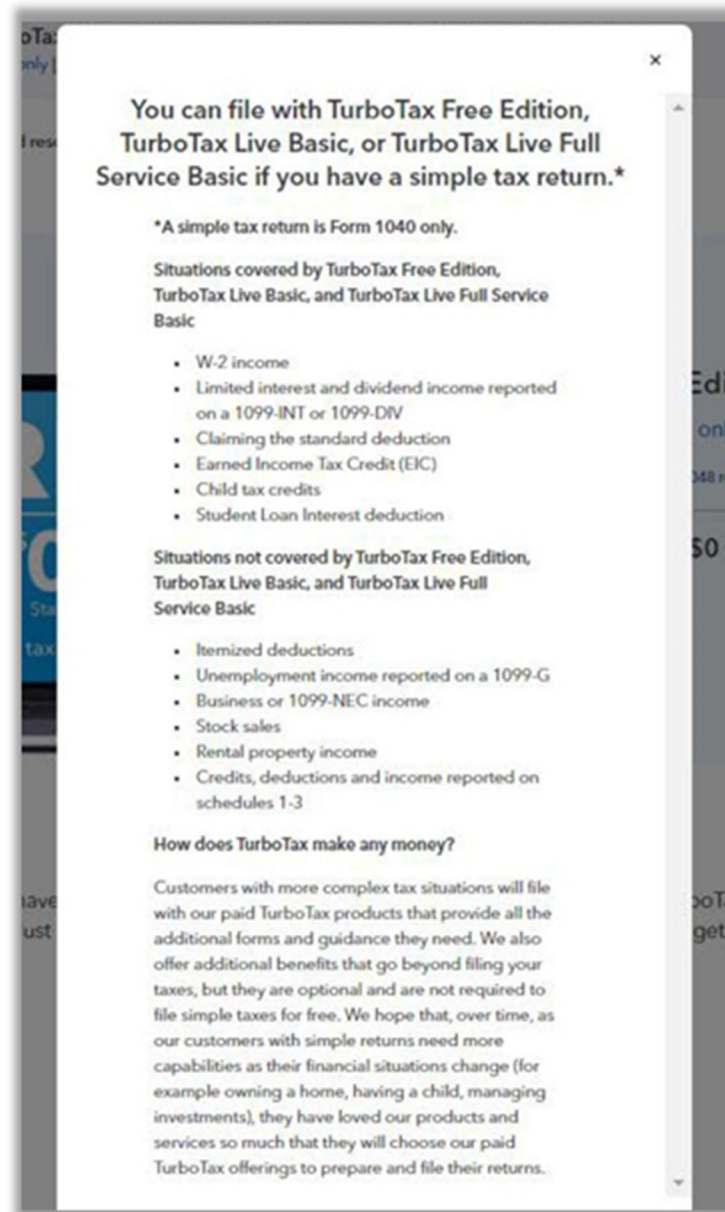 oTa
only |
×
You can file with TurboTax Free Edition,
TurboTax Live Basic, or TurboTax Live Full
Service Basic if you have a simple tax return.*
*A simple tax return is Form 1040 only.
Situations covered by TurboTax Free Edition,
TurboTax Live Basic, and TurboTax Live Full Service
Basic
• W-2 income
• Limited interest and dividend income reported
on a 1099-INT or 1099-DIV
• Claiming the standard deduction
• Earned Income Tax Credit (EIC)
• Child tax credits
• Student Loan Interest deduction
Situations not covered by TurboTax Free Edition,
TurboTax Live Basic, and TurboTax Live Full
Service Basic
• Itemized deductions
• Unemployment income reported on a 1099-G
• Business or 1099-NEC income
• Stock sales
• Rental property income
• Credits, deductions and income reported on
schedules 1-3
How does TurboTax make any money?
Customers with more complex tax situations will file
with our paid TurboTax products that provide all the
additional forms and guidance they need. We also
offer additional benefits that go beyond filing your
taxes, but they are optional and are not required to
file simple taxes for free. We hope that, over time, as
our customers with simple returns need more
capabilities as their financial situations change (for
example owning a home, having a child, managing
investments), they have loved our products and
services so much that they will choose our paid
TurboTax offerings to prepare and file their returns.
R
Sta
tax
Edi
onl
$0
have
ust
boTa
get